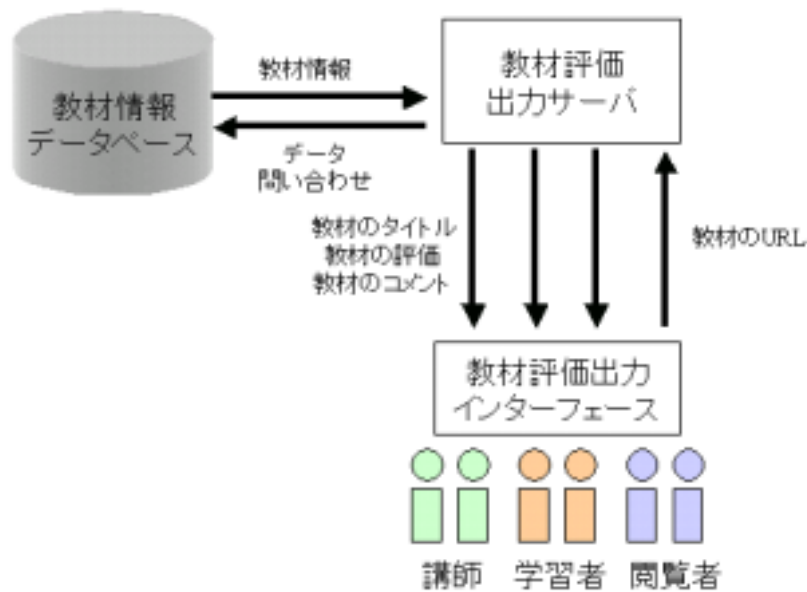 教材情報
データベース
教材情報
データ
問い合わせ
教材評価
出力サーバ
教材のタイトル
教材の評価
教材のコメント
教材のURL
教材評価出力
インターフェース
講師
学習者
閲覧者